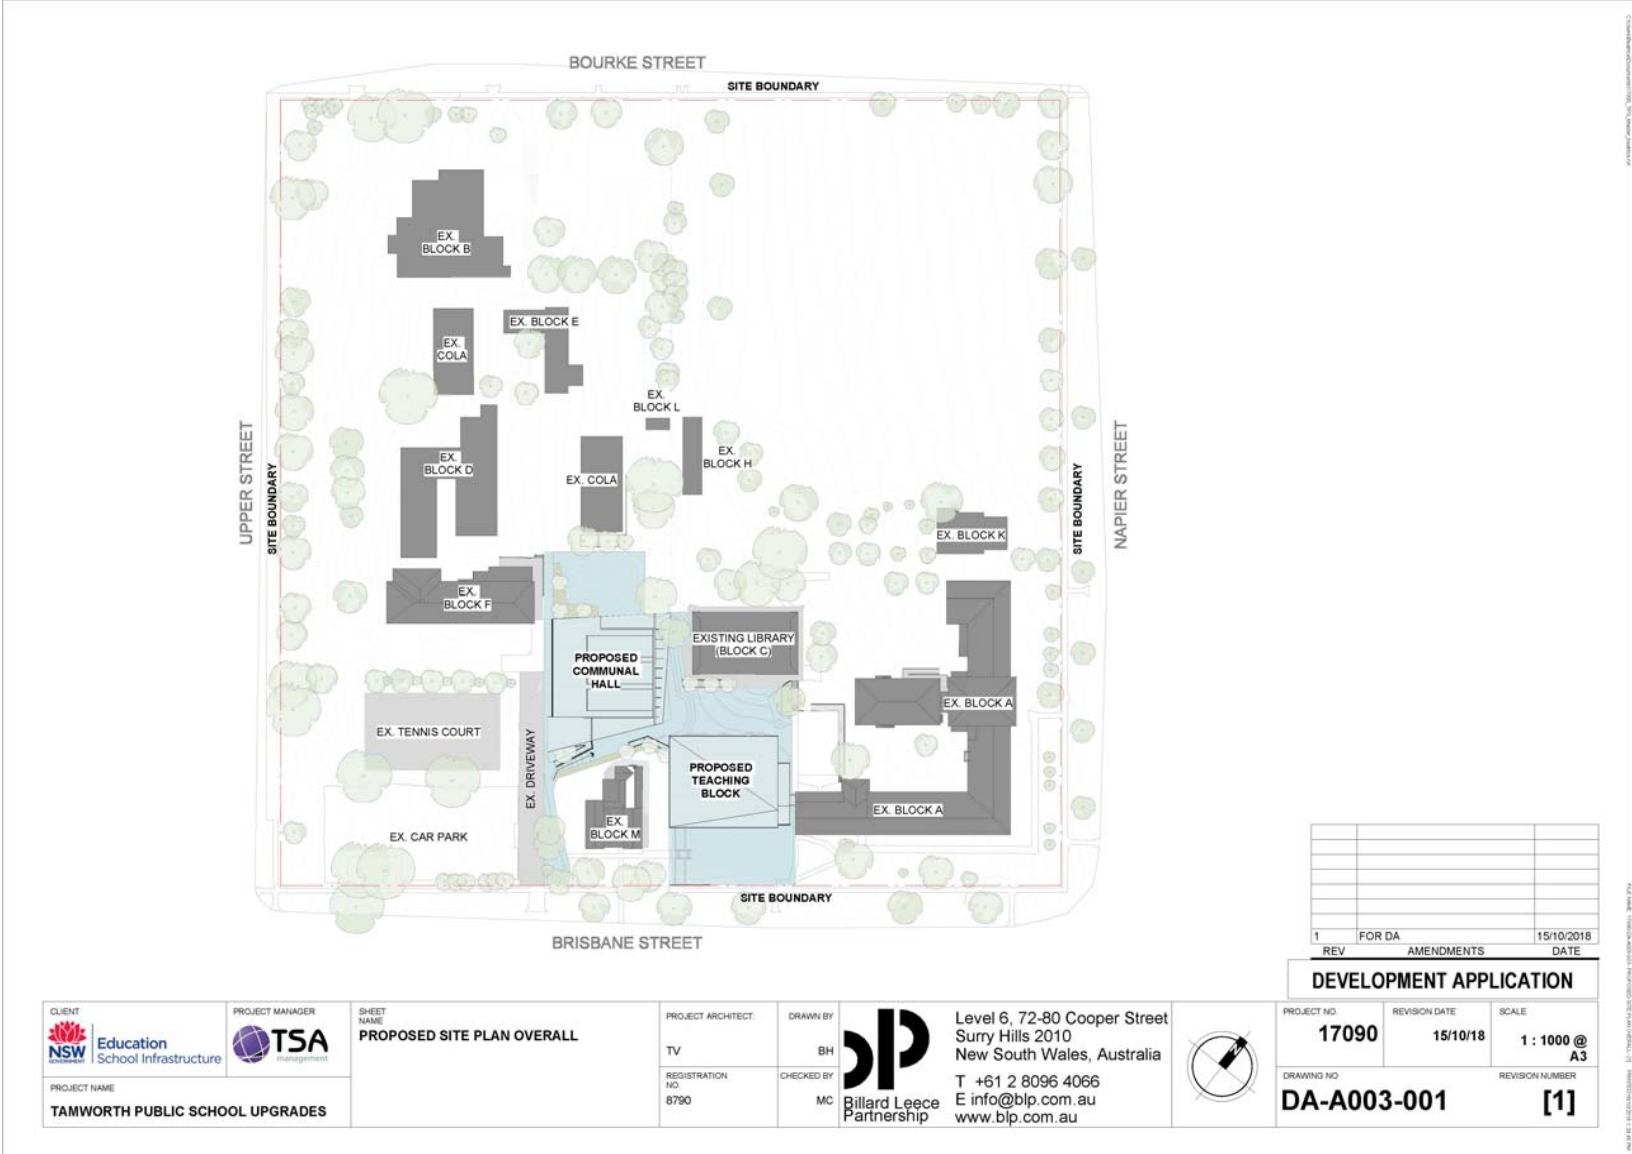 BOURKE STREET
SITE BOUNDARY
EX.
BLOCK B
EX. BLOCK E
EX.
COLA
EX.
BLOCK L
EX.
BLOCK D
EX.
BLOCK H
EX. COLA
UPPER STREET
SITE BOUNDARY
SITE BOUNDARY
NAPIER STREET
EX. BLOCK K
EX.
BLOCK F
EXISTING LIBRARY
(BLOCK C)
PROPOSED
COMMUNAL
HALL
EX. BLOCK A
EX. TENNIS COURT
EX. DRIVEWAY
PROPOSED
TEACHING
BLOCK
EX. BLOCK A
EX.
BLOCK M
EX. CAR PARK
SITE BOUNDARY
BRISBANE STREET
1 FOR DA 15/10/2018
REV AMENDMENTS DATE
DEVELOPMENT APPLICATION
CLIENT
NSW
GOVERNMENT
Education
School Infrastructure
PROJECT MANAGER
TSA
management
PROJECT NAME
TAMWORTH PUBLIC SCHOOL UPGRADES
SHEET
NAME
PROPOSED SITE PLAN OVERALL
PROJECT ARCHITECT:
TV
DRAWN BY
BH
REGISTRATION
NO.
8790
CHECKED BY
MC
Billard Leece
Partnership
Level 6, 72-80 Cooper Street
Surry Hills 2010
New South Wales, Australia
T +61 2 8096 4066
E info@blp.com.au
www.blp.com.au
N
PROJECT NO.
17090
REVISION DATE
15/10/18
SCALE
1 : 1000 @
A3
DRAWING NO
DA-A003-001
REVISION NUMBER
[1]